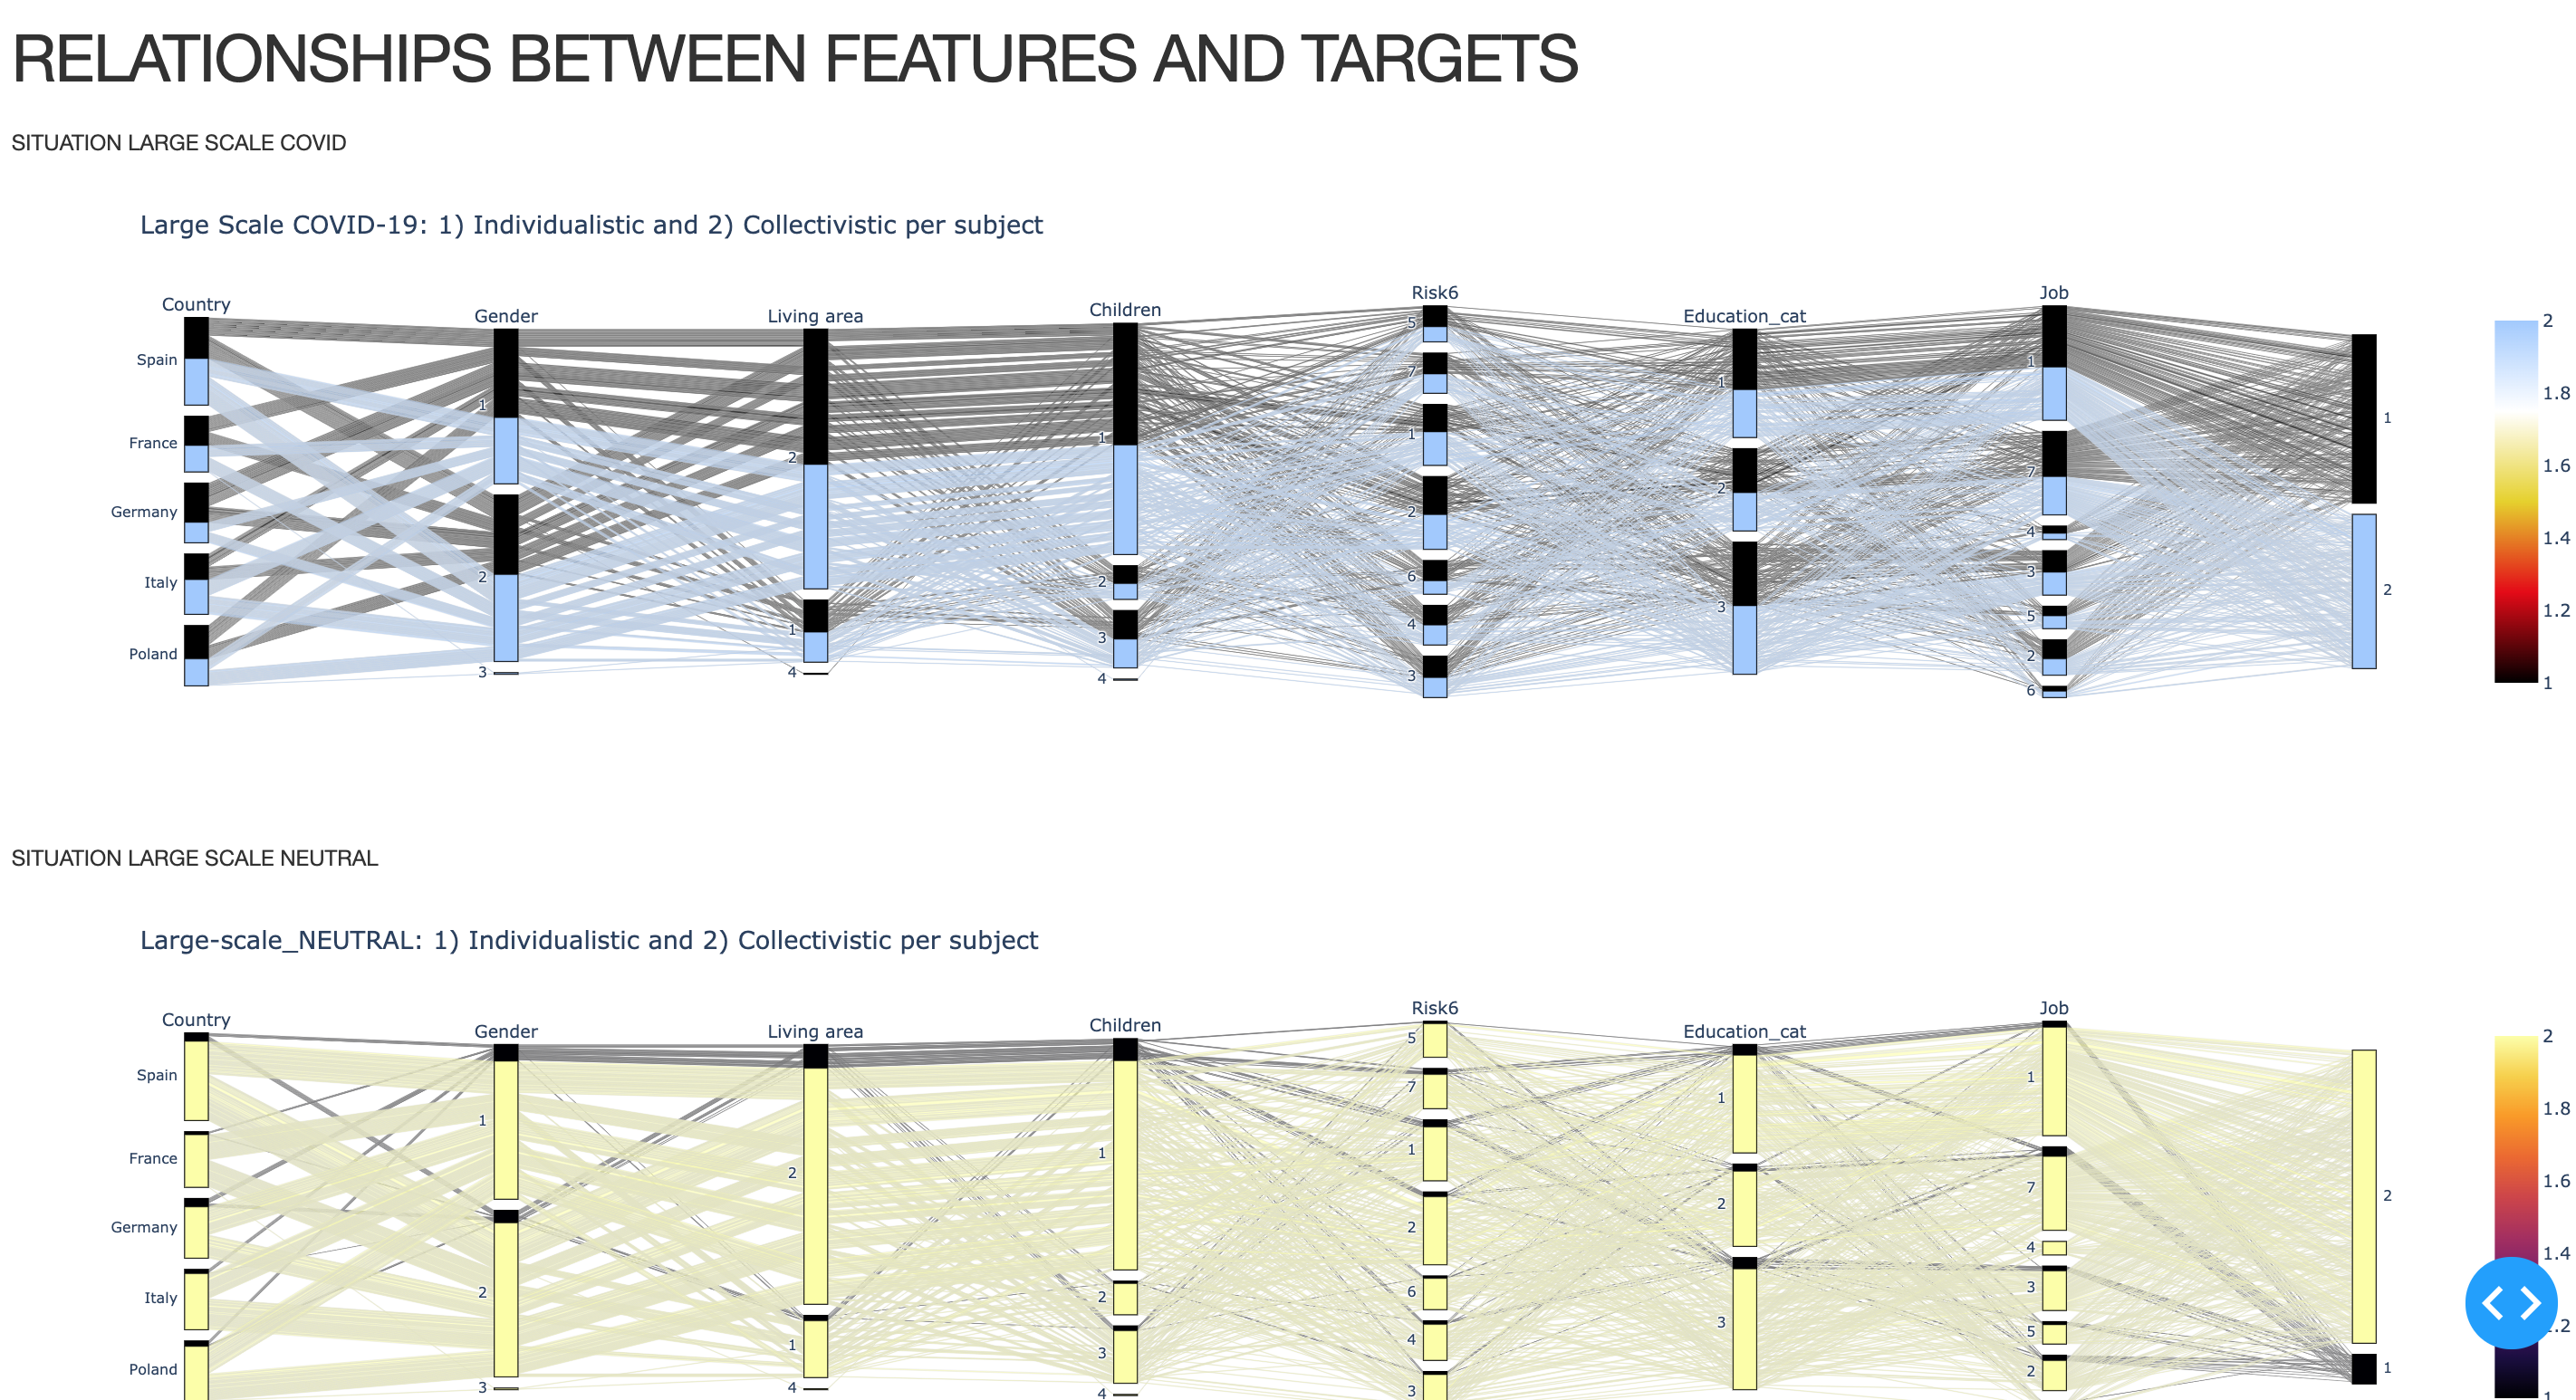 RELATIONSHIPS BETWEEN FEATURES AND TARGETS
SITUATION LARGE SCALE COVID
Large Scale COVID-19: 1) Individualistic and 2) Collectivistic per subject
Country
Gender
Living area
Children
Risk6
Education_cat
Job
Spain
France
Germany
Italy
Poland
1
2
3
2
1
4
1
2
3
4
5
7
1
2
6
4
3
1
2
3
1
7
4
3
5
2
6
1
2
2
1.8
1.6
1.4
1.2
1
SITUATION LARGE SCALE NEUTRAL
Large-scale_NEUTRAL: 1) Individualistic and 2) Collectivistic per subject
Country
Gender
Living area
Children
Risk6
Education_cat
Job
Spain
France
Germany
Italy
Poland
1
2
3
2
1
4
1
2
3
4
5
7
1
2
6
4
3
1
2
3
1
7
4
3
5
2
2
1
2
1.8
1.6
1.4
.2
1